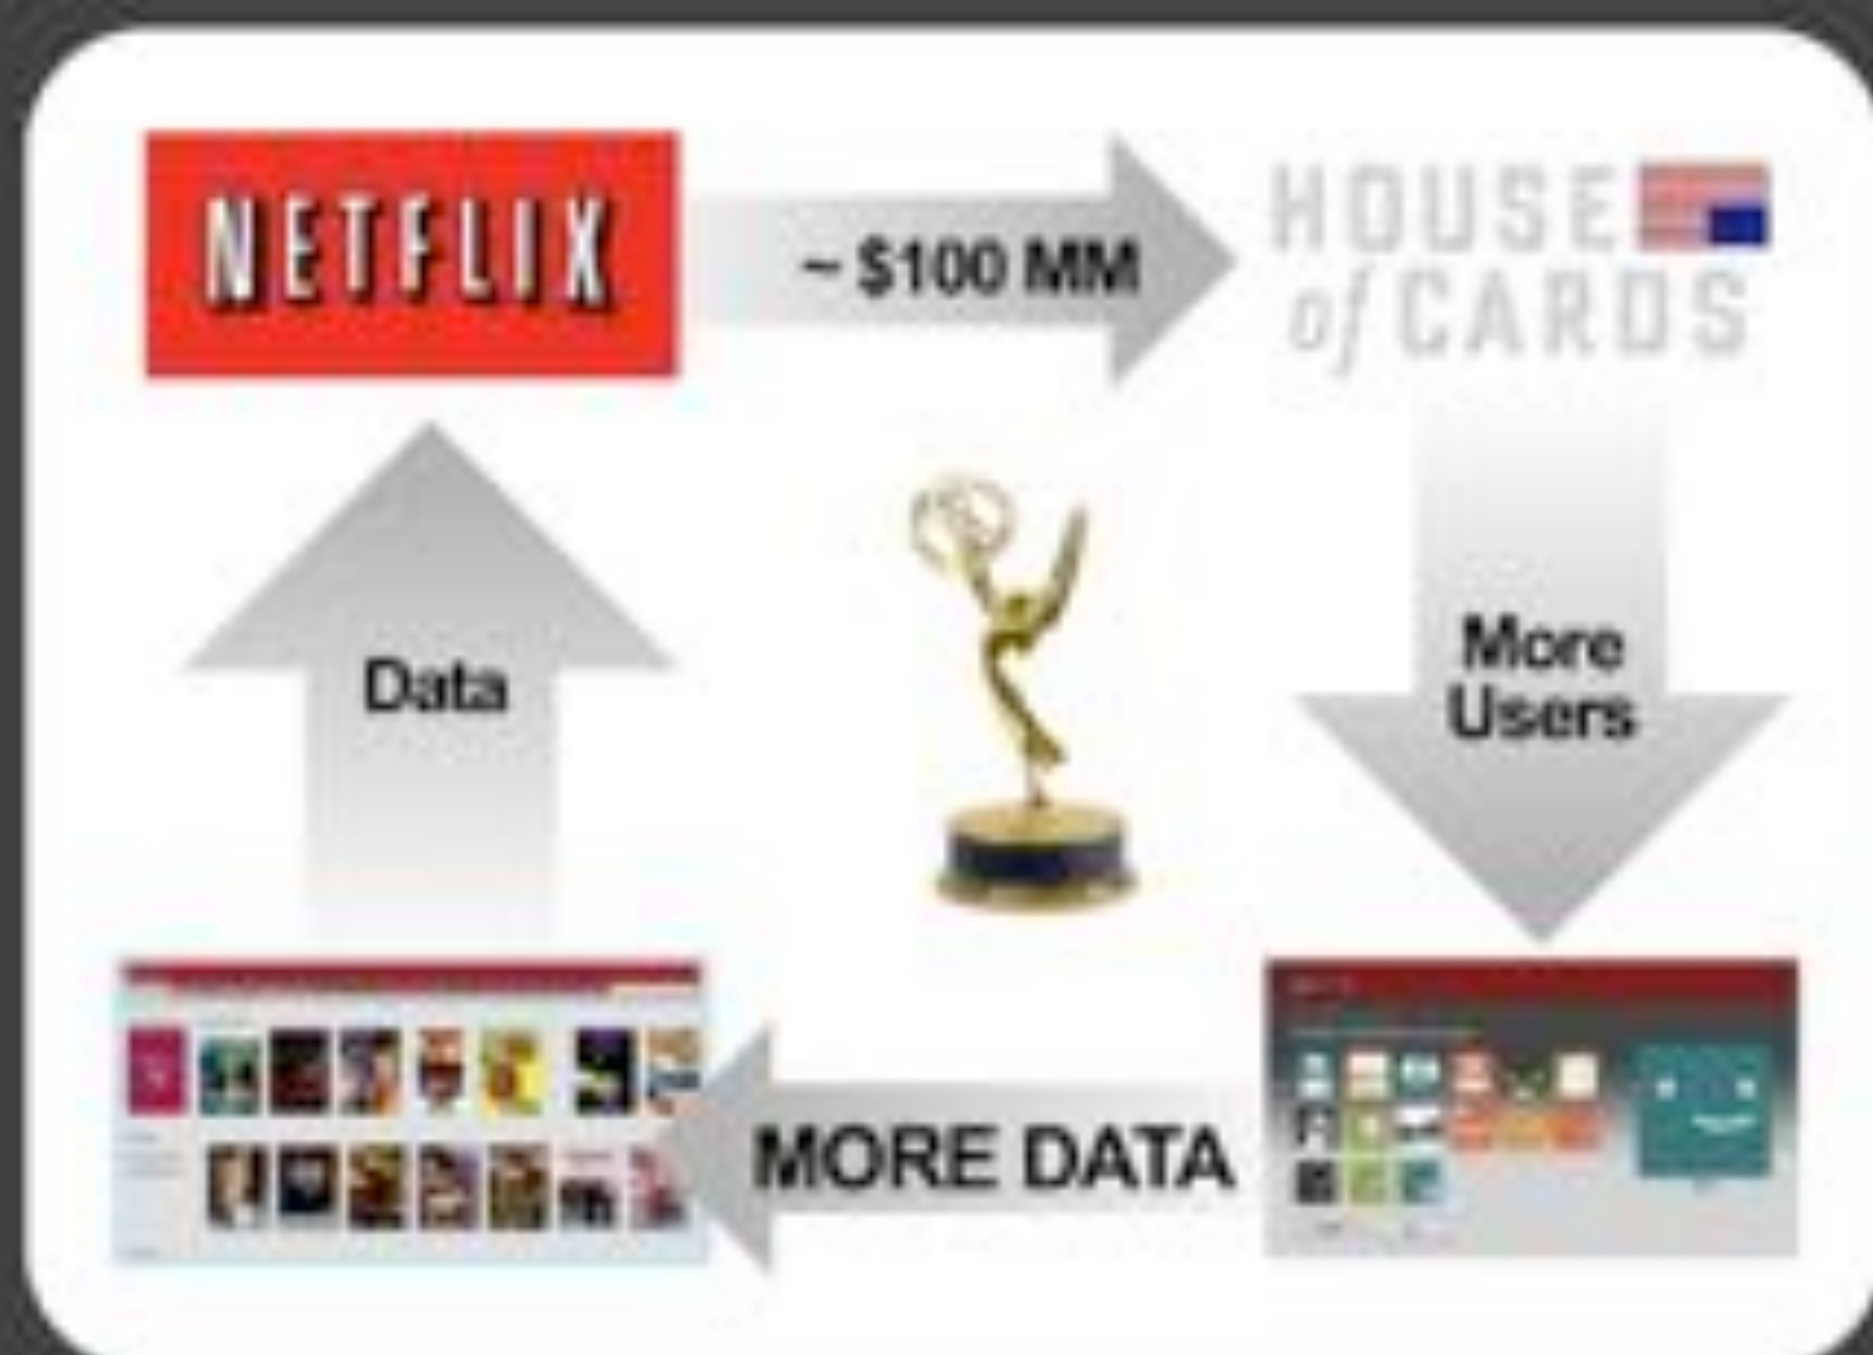 NETFLIX
~ $100 MM
HOUSE
of CARDS
Data
More
Users
MORE DATA